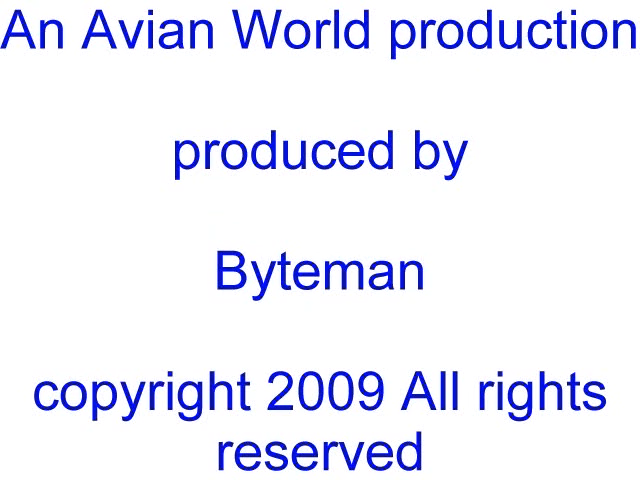 An Avian World production
produced by
Byteman
copyright 2009 All rights
reserved